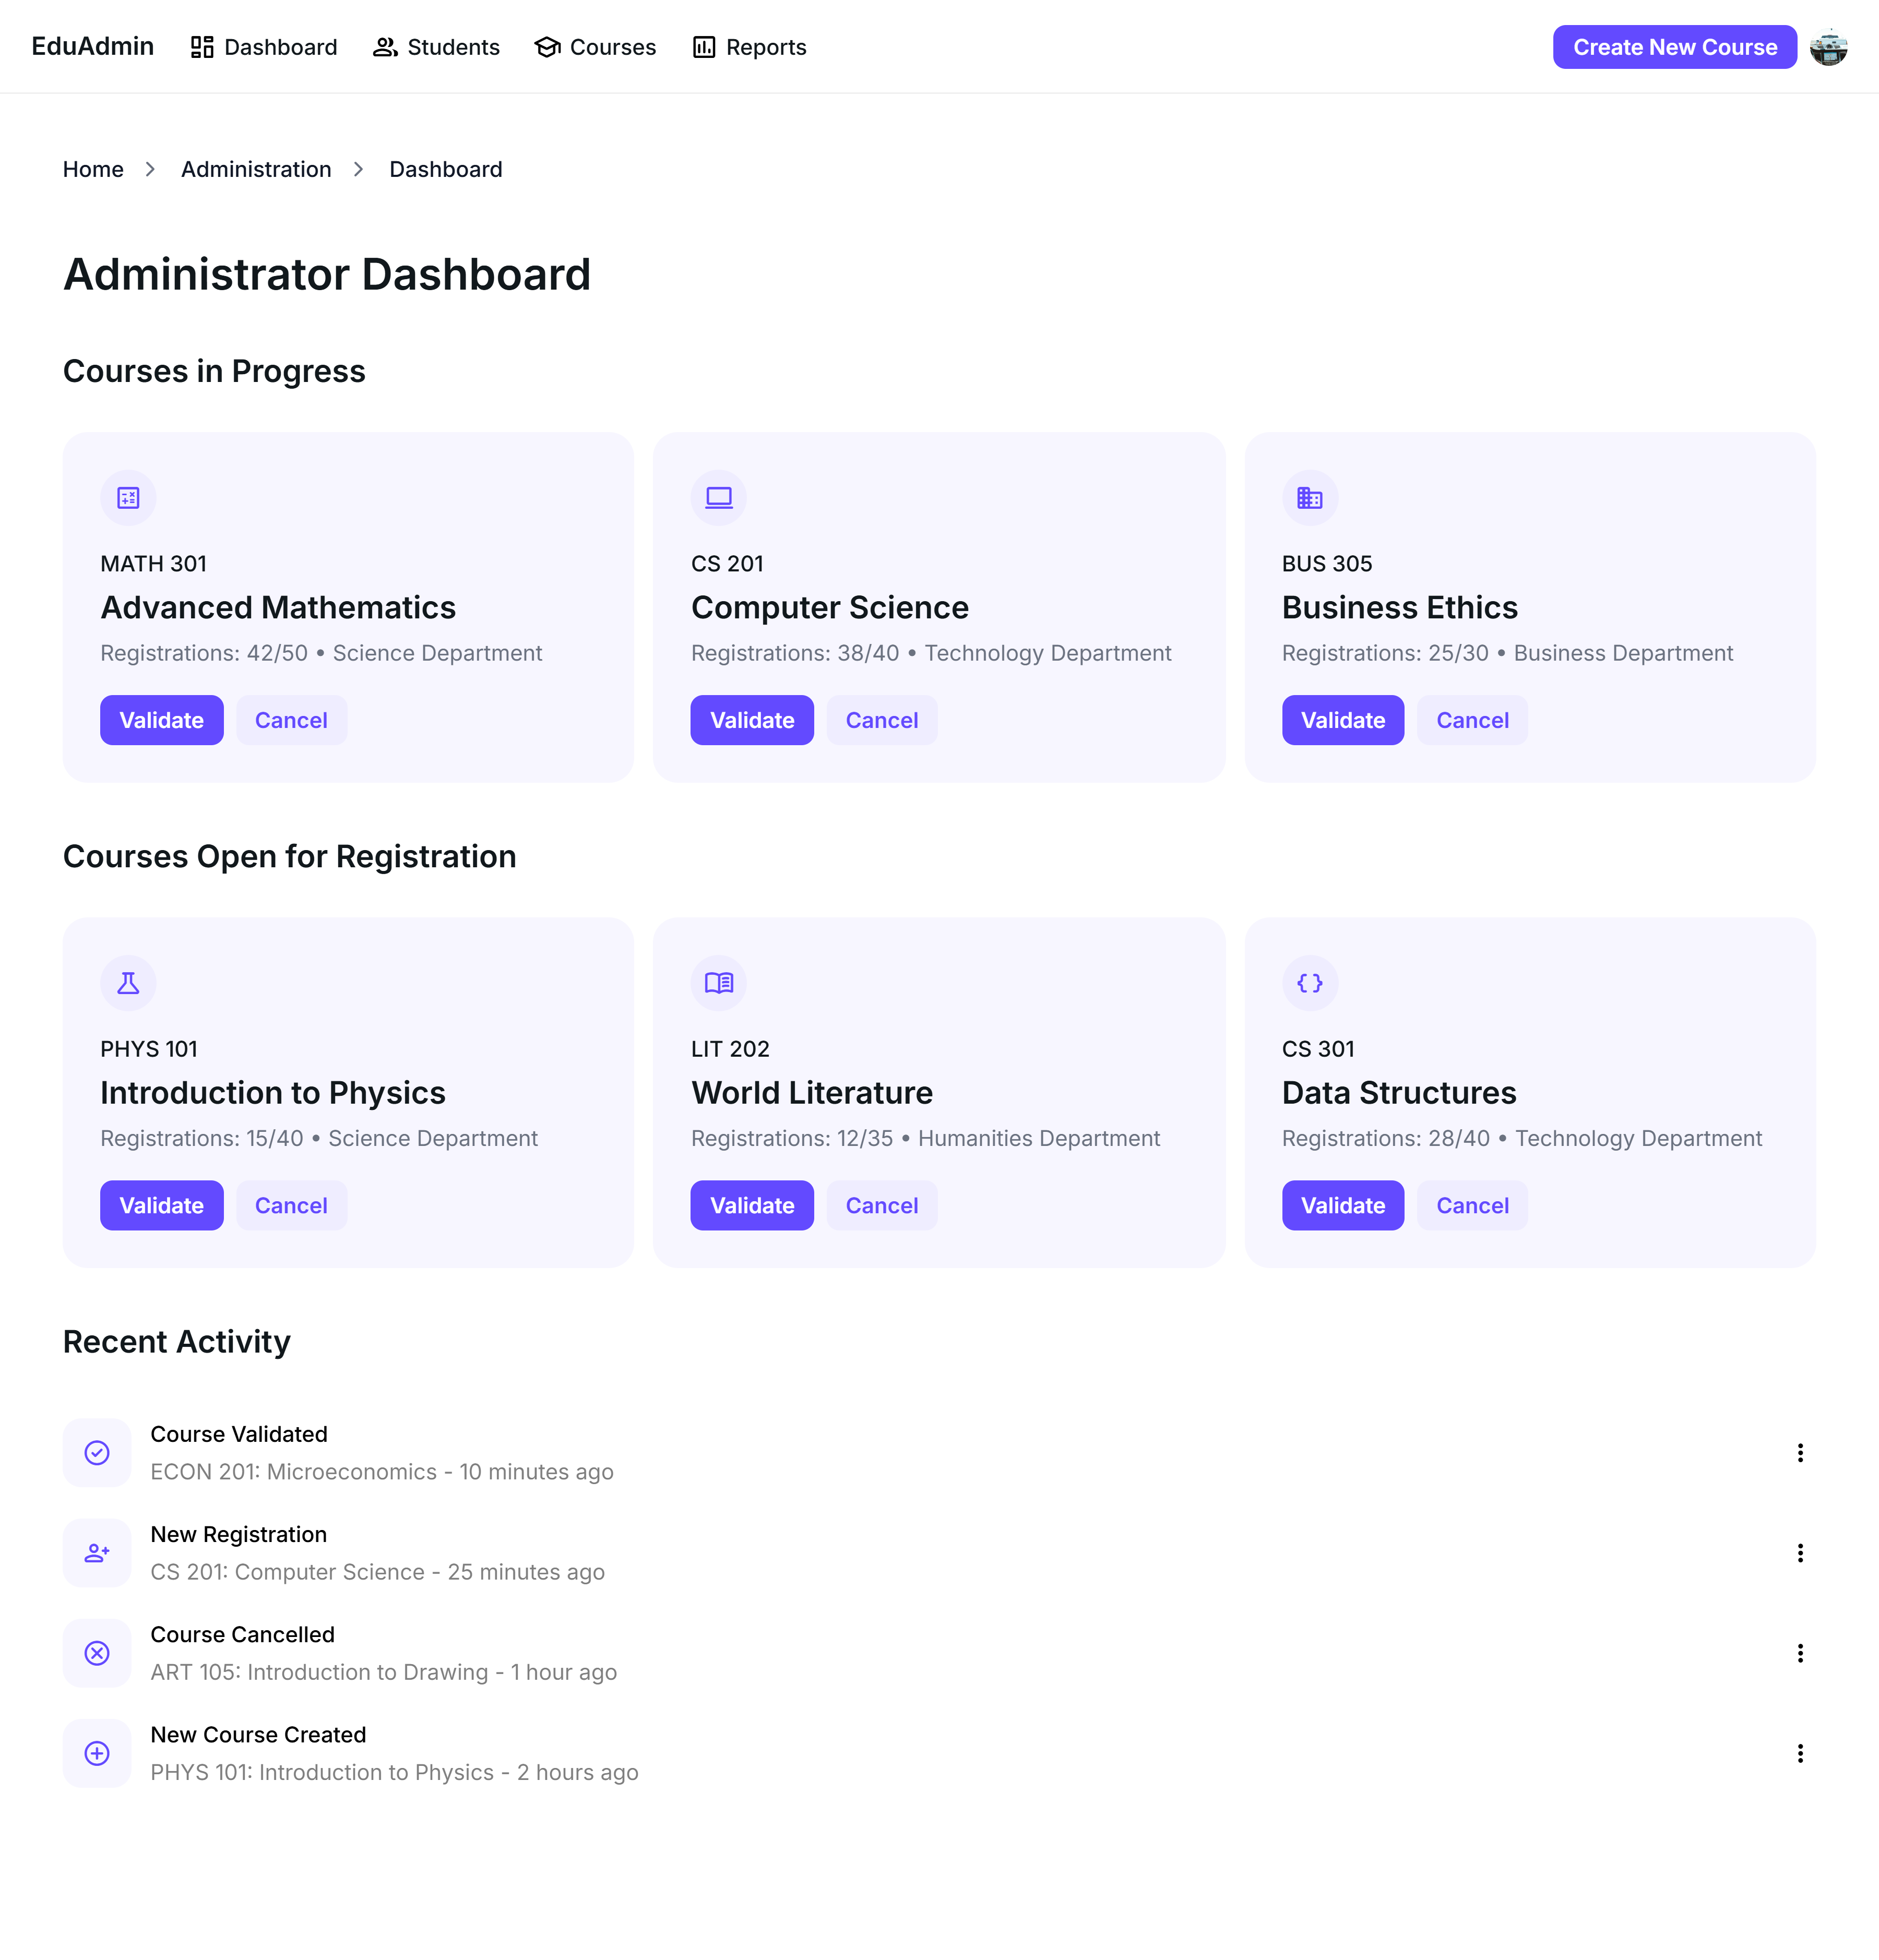 EduAdmin
Dashboard
Students
Courses
Reports
Create New Course
Home
Administration
Dashboard
Administrator Dashboard
Courses in Progress
MATH 301
Advanced Mathematics
Registrations: 42/50 • Science Department
Validate
Cancel
CS 201
Computer Science
Registrations: 38/40 • Technology Department
Validate
Cancel
BUS 305
Business Ethics
Registrations: 25/30 • Business Department
Validate
Cancel
Courses Open for Registration
PHYS 101
Introduction to Physics
Registrations: 15/40 • Science Department
Validate
Cancel
LIT 202
World Literature
Registrations: 12/35 • Humanities Department
Validate
Cancel
CS 301
Data Structures
Registrations: 28/40 • Technology Department
Validate
Cancel
Recent Activity
Course Validated
ECON 201: Microeconomics - 10 minutes ago
New Registration
CS 201: Computer Science - 25 minutes ago
Course Cancelled
ART 105: Introduction to Drawing - 1 hour ago
New Course Created
PHYS 101: Introduction to Physics - 2 hours ago